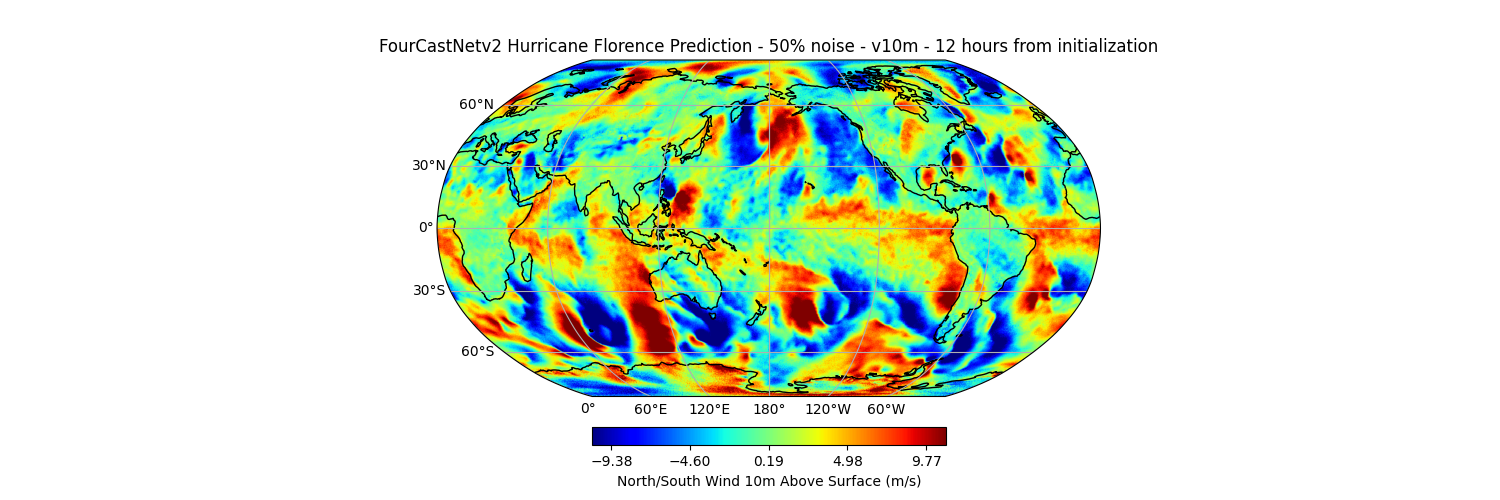 FourCastNetv2 Hurricane Florence Prediction - 50% noise - v10m - 12 hours from initialization
60°N
30°N
0°
30°S
60°S
0° 60°E 120°E 180° 120°W 60°W
−9.38 −4.60 0.19 4.98 9.77
North/South Wind 10m Above Surface (m/s)